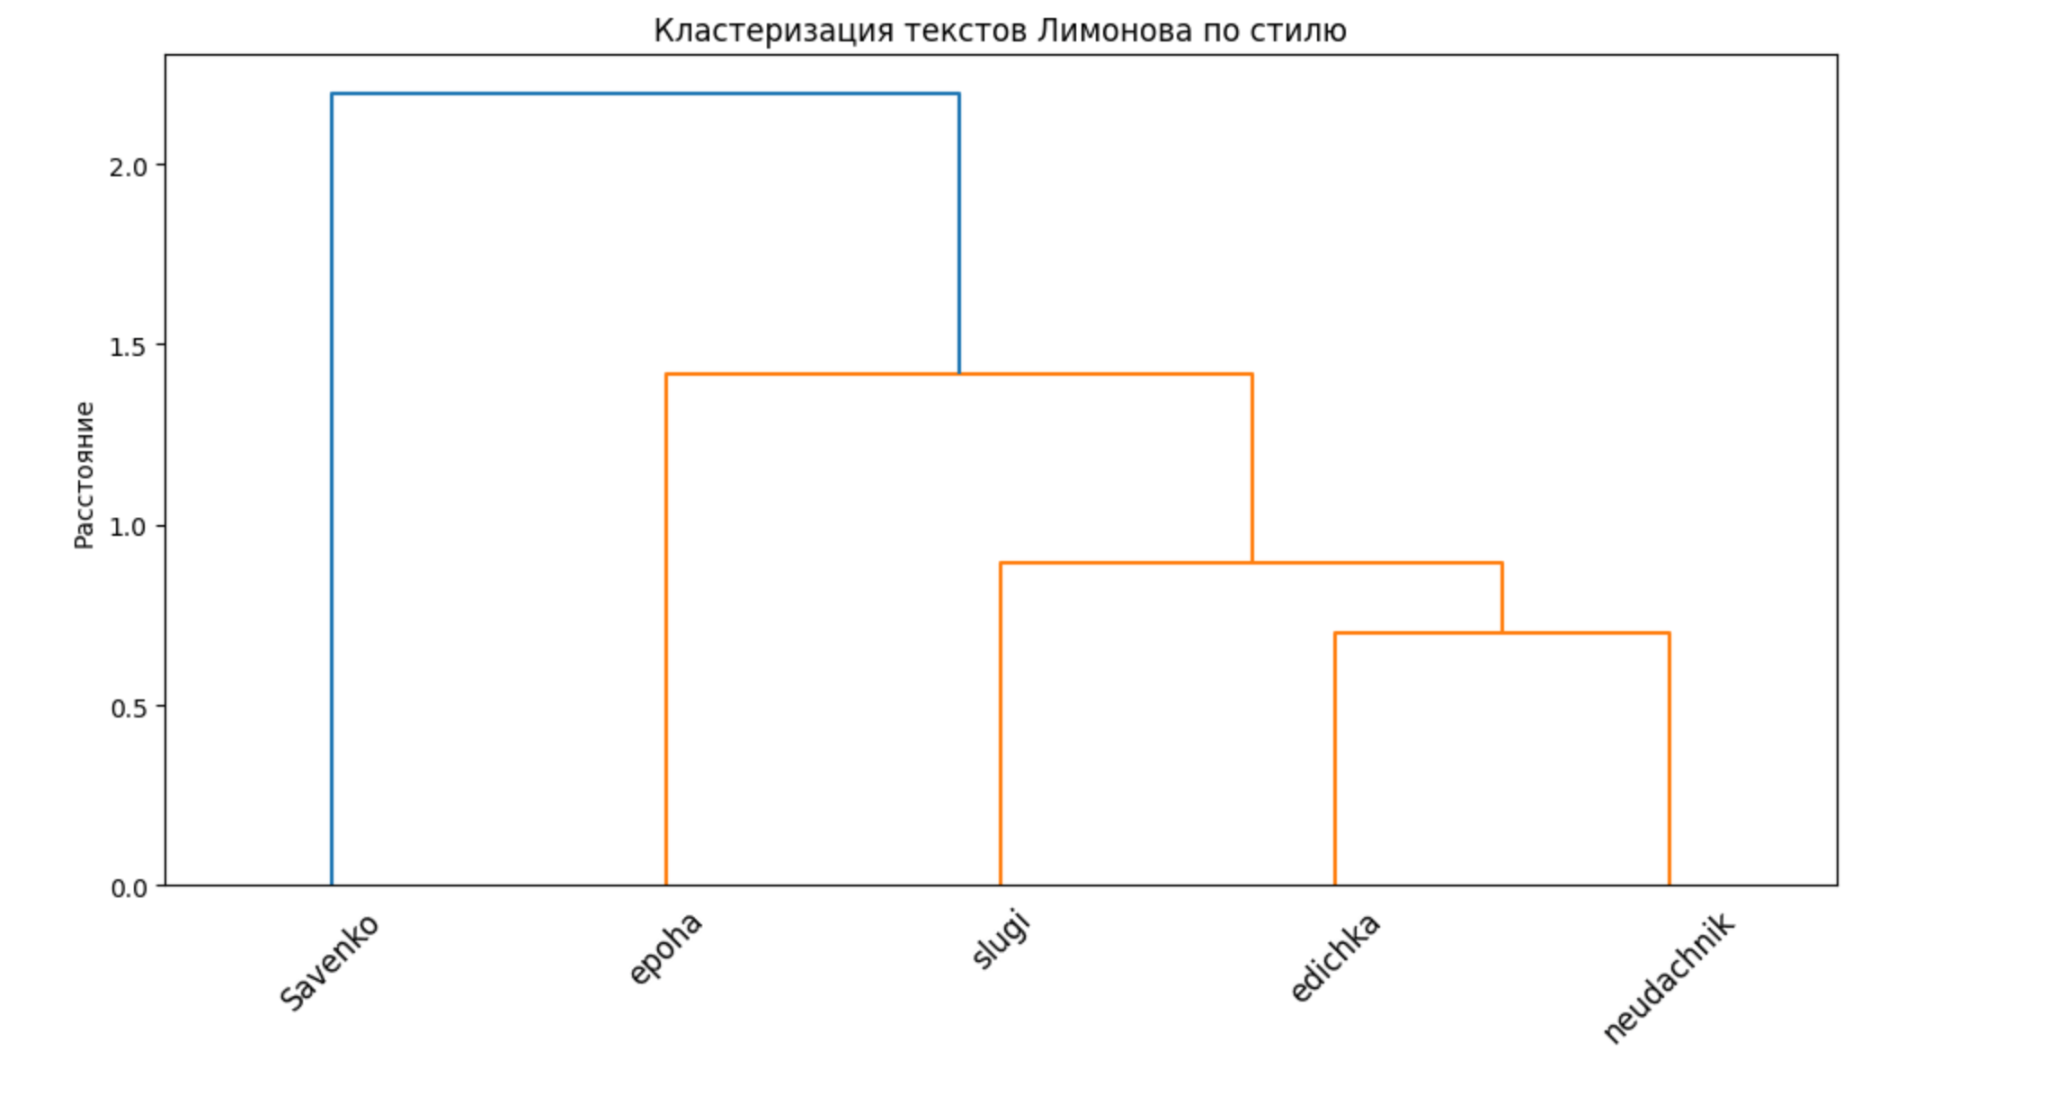 Кластеризация текстов Лимонова по стилю
Расстояние
2.0
1.5
1.0
0.5
0.0
Savenko
epoha
slugi
edichka
neudachnik